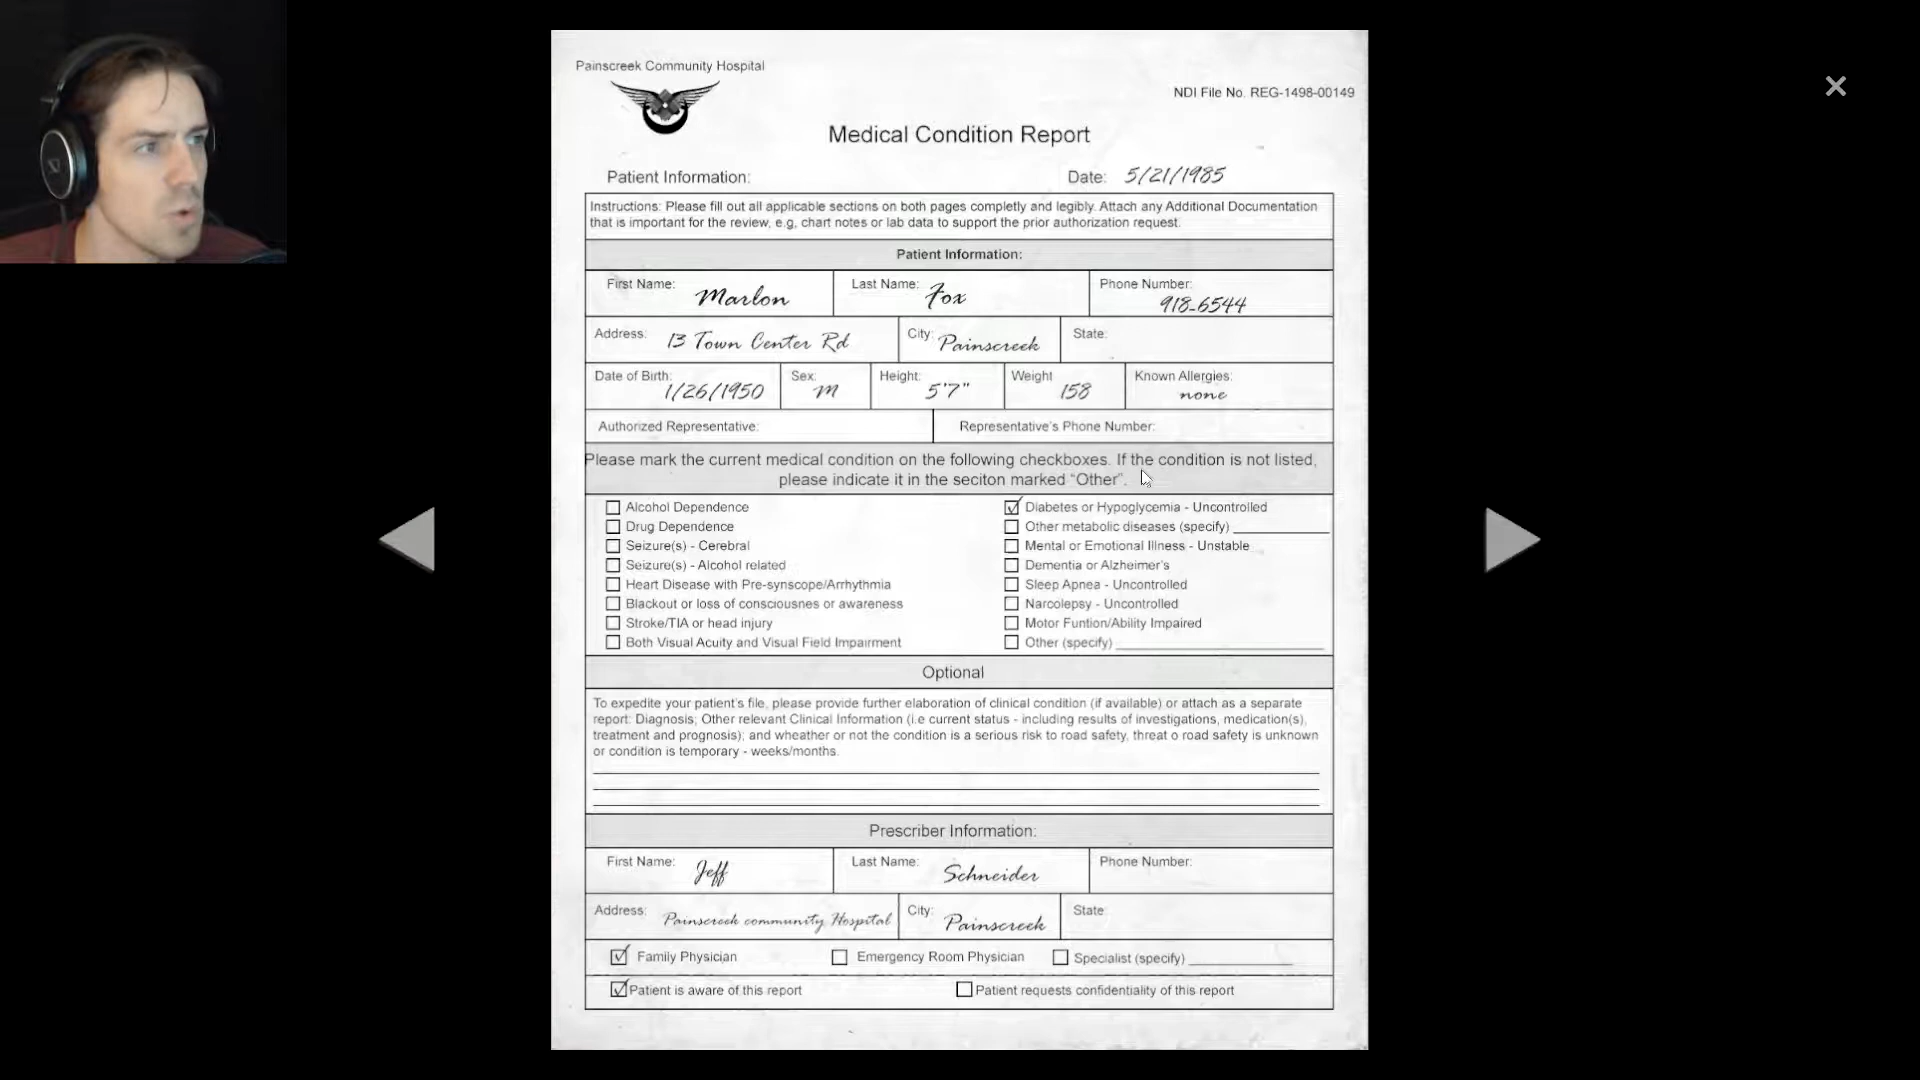 Painscreek Community Hospital
NDI File No. REG-1498-00149
Medical Condition Report
Patient Information:
Date: 5/21/1985
Instructions: Please fill out all applicable sections on both pages completly and legibly. Attach any Additional Documentation
that is important for the review, e.g, chart notes or lab data to support the prior authorization request.
Patient Information:
First Name: Marlon Last Name: Fox Phone Number: 918-6544
Address: 13 Town Center Rd City: Painscreek State:
Date of Birth: 1/26/1950 Sex: M Height: 5'7" Weight 158 Known Allergies: none
Authorized Representative: Representative's Phone Number:
Please mark the current medical condition on the following checkboxes. If the condition is not listed,
please indicate it in the seciton marked "Other".
Alcohol Dependence
Drug Dependence
Seizure(s) - Cerebral
Seizure(s) - Alcohol related
Heart Disease with Pre-synscope/Arrhythmia
Blackout or loss of consciousnes or awareness
Stroke/TIA or head injury
Both Visual Acuity and Visual Field Impairment
Diabetes or Hypoglycemia - Uncontrolled
Other metabolic diseases (specify)
Mental or Emotional Illness - Unstable
Dementia or Alzheimer's
Sleep Apnea - Uncontrolled
Narcolepsy - Uncontrolled
Motor Funtion/Ability Impaired
Other (specify)
Optional
To expedite your patient's file, please provide further elaboration of clinical condition (if available) or attach as a separate
report: Diagnosis; Other relevant Clinical Information (i.e current status - including results of investigations, medication(s),
treatment and prognosis); and wheather or not the condition is a serious risk to road safety, threat o road safety is unknown
or condition is temporary - weeks/months.
Prescriber Information:
First Name: Jeff Last Name: Schneider Phone Number:
Address: Painscreek community Hospital City: Painscreek State
Family Physician Emergency Room Physician Specialist (specify)
Patient is aware of this report Patient requests confidentiality of this report